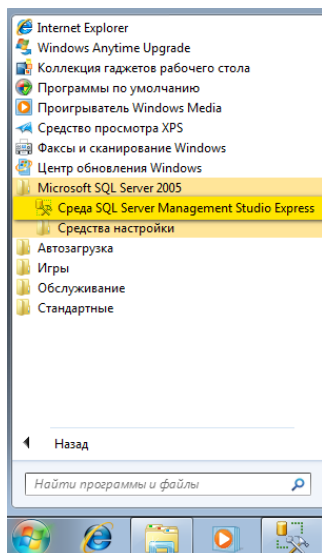 Internet Explorer
Windows Anytime Upgrade
Коллекция гаджетов рабочего стола
Программы по умолчанию
Проигрыватель Windows Media
Средство просмотра XPS
Факсы и сканирование Windows
Центр обновления Windows
Microsoft SQL Server 2005
Среда SQL Server Management Studio Express
Средства настройки
Автозагрузка
Игры
Обслуживание
Стандартные
Назад
Найти программы и файлы